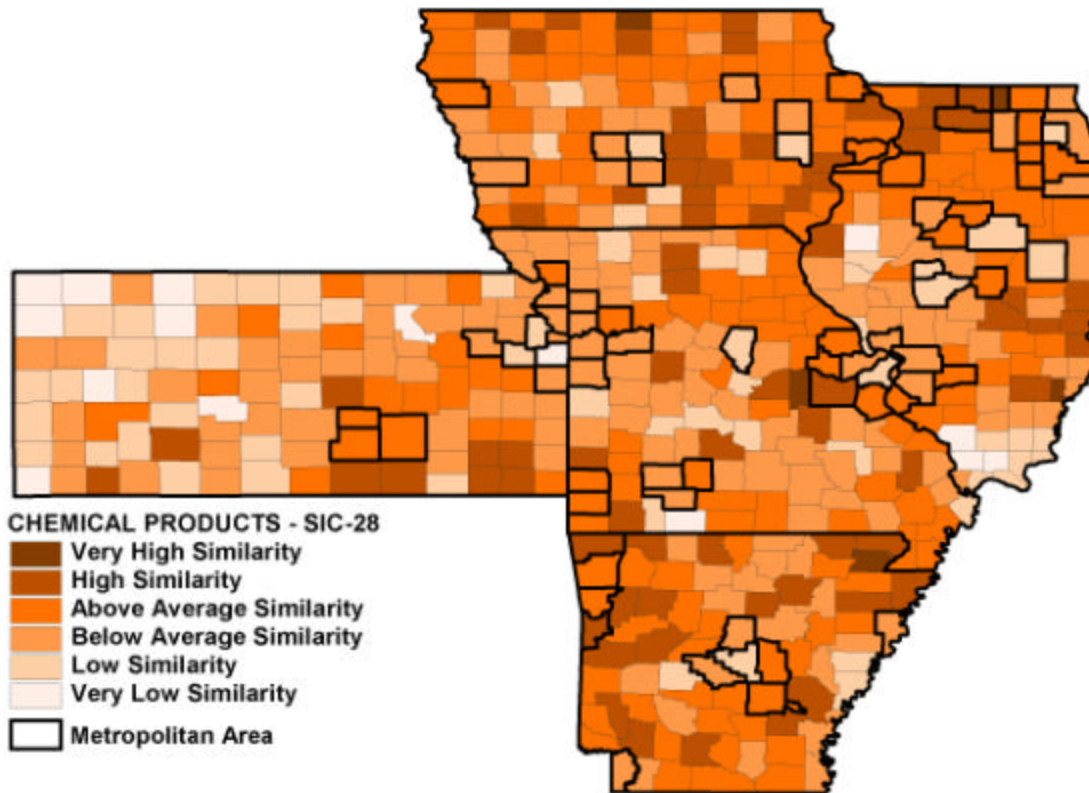 CHEMICAL PRODUCTS - SIC-28
Very High Similarity
High Similarity
Above Average Similarity
Below Average Similarity
Low Similarity
Very Low Similarity
Metropolitan Area